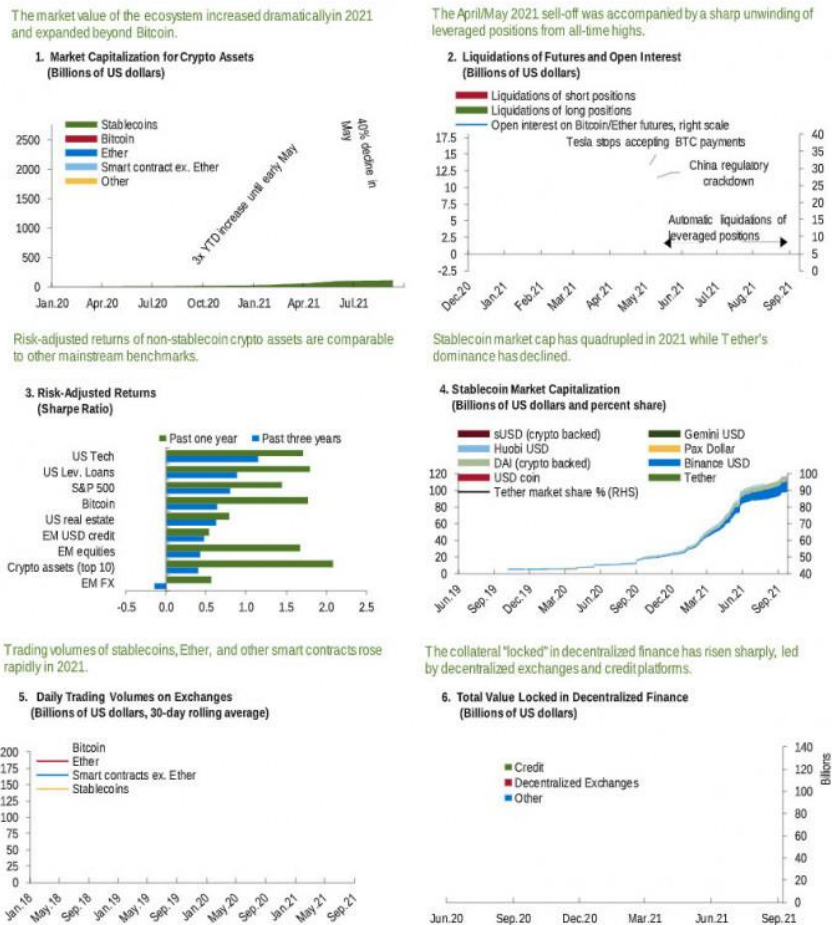 The market value of the ecosystem increased dramatically in 2021
and expanded beyond Bitcoin.
1. Market Capitalization for Crypto Assets
(Billions of US dollars)
Stablecoins
Bitcoin
Ether
Smart contract ex. Ether
Other
3x YTD increase until early May
40% decline in
May
2500
2000
1500
1000
500
0
Jan.20 Apr.20 Jul.20 Oct.20 Jan.21 Apr.21 Jul.21
The April/May 2021 sell-off was accompanied by a sharp unwinding of
leveraged positions from all-time highs.
2. Liquidations of Futures and Open Interest
(Billions of US dollars)
Liquidations of short positions
Liquidations of long positions
Open interest on Bitcoin/Ether futures, right scale
Tesla stops accepting BTC payments
China regulatory
crackdown
Automatic liquidations of
leveraged positions
17.5
15
12.5
10
7.5
5
2.5
0
-2.5
40
35
30
25
20
15
10
5
0
Dec.20 Jan.21 Feb.21 Mar.21 Apr.21 May.21 Jun.21 Jul.21 Aug.21 Sep.21
Risk-adjusted returns of non-stablecoin crypto assets are comparable
to other mainstream benchmarks.
3. Risk-Adjusted Returns
(Sharpe Ratio)
Past one year Past three years
US Tech
US Lev. Loans
S&P 500
Bitcoin
US real estate
EM USD credit
EM equities
Crypto assets (top 10)
EM FX
-0.5 0.0 0.5 1.0 1.5 2.0 2.5
Stablecoin market cap has quadrupled in 2021 while Tether's
dominance has declined.
4. Stablecoin Market Capitalization
(Billions of US dollars and percent share)
sUSD (crypto backed) Gemini USD
Huobi USD Pax Dollar
DAI (crypto backed) Binance USD
USD coin Tether
Tether market share % (RHS)
120
100
80
60
40
20
0
100
90
80
70
60
50
40
Jun.19 Sep.19 Dec.19 Mar.20 Jun.20 Sep.20 Dec.20 Mar.21 Jun.21 Sep.21
Trading volumes of stablecoins, Ether, and other smart contracts rose
rapidly in 2021.
5. Daily Trading Volumes on Exchanges
(Billions of US dollars, 30-day rolling average)
Bitcoin
Ether
Smart contracts ex. Ether
Stablecoins
200
175
150
125
100
75
50
25
0
Jan.18 May.18 Sep.18 Jan.19 May.19 Sep.19 Jan.20 May.20 Sep.20 Jan.21 May.21 Sep.21
The collateral "locked" in decentralized finance has risen sharply, led
by decentralized exchanges and credit platforms.
6. Total Value Locked in Decentralized Finance
(Billions of US dollars)
Credit
Decentralized Exchanges
Other
140
120
100
80
60
40
20
0
Billions
Jun.20 Sep.20 Dec.20 Mar.21 Jun.21 Sep.21